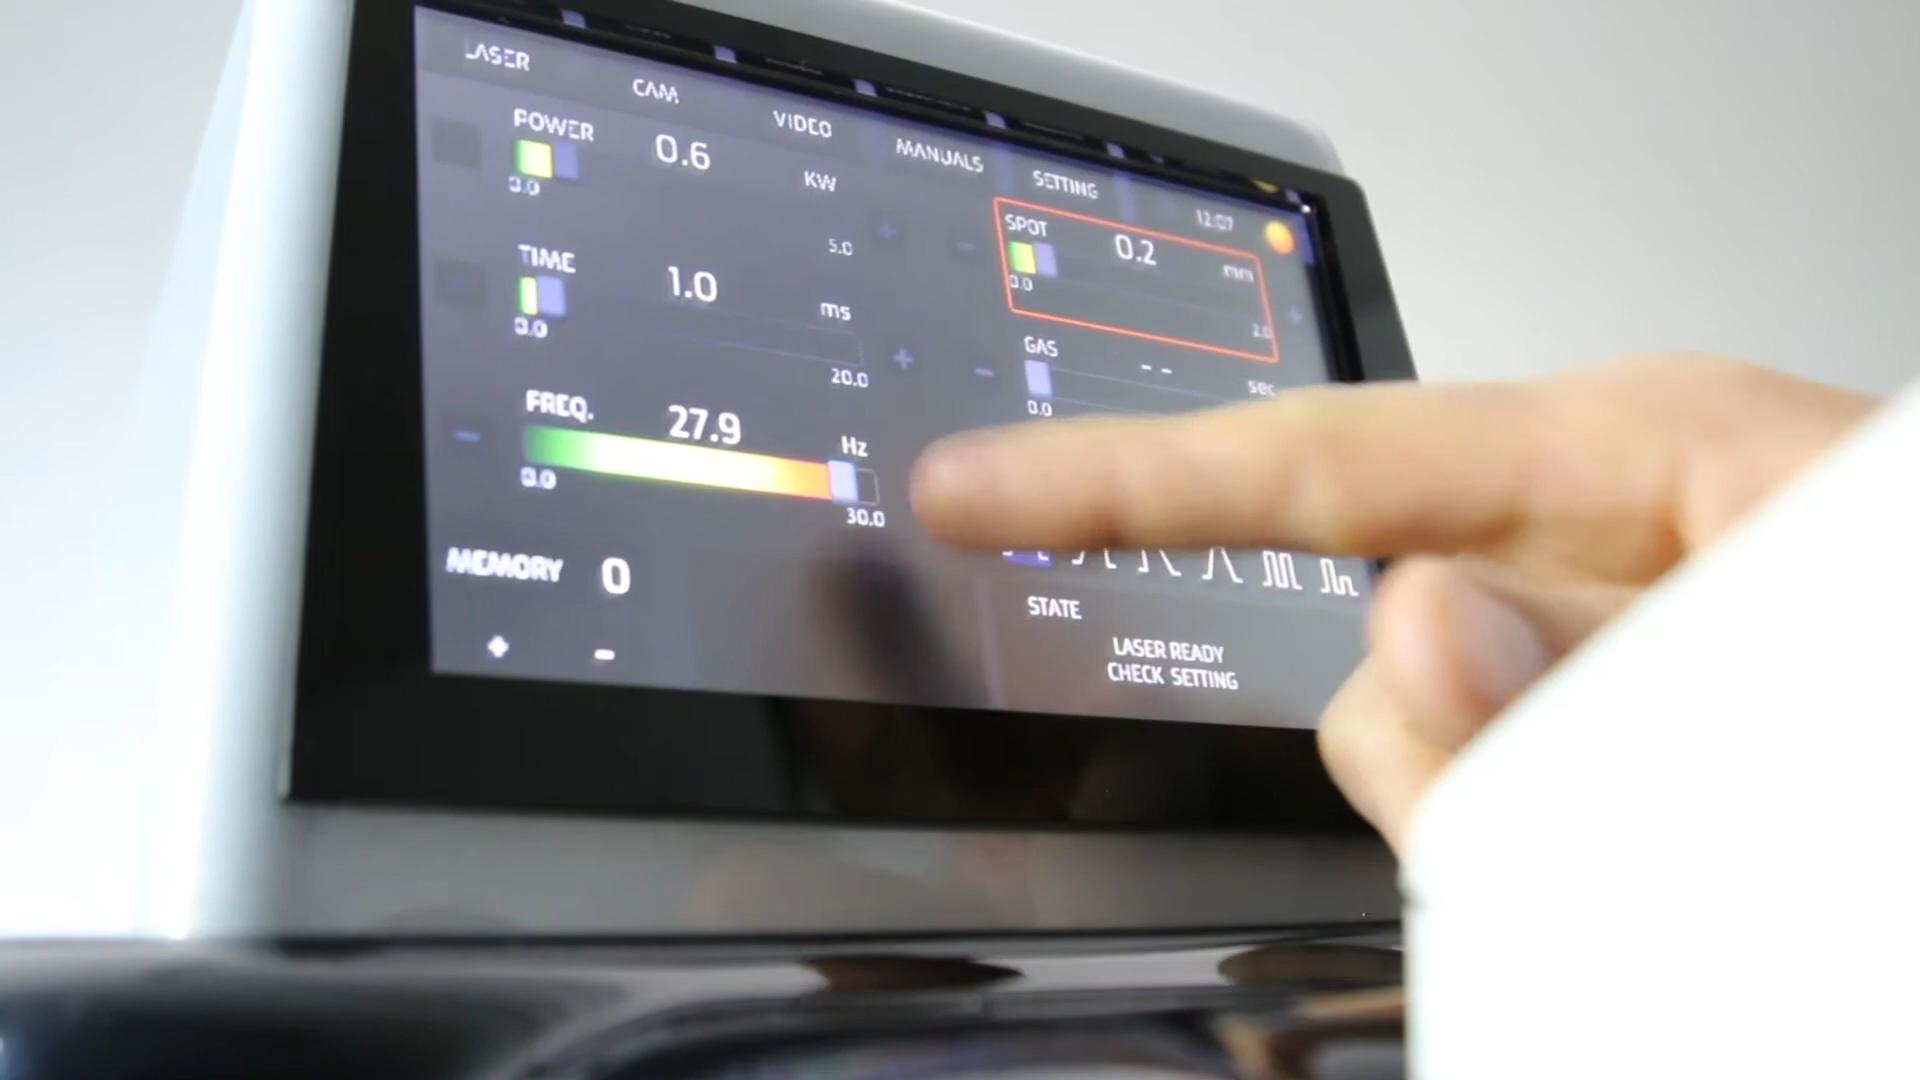 LASER
CAM
VIDEO
MANUALS
SETTING
12:07
POWER 0.6 KW
0.0 5.0
TIME 1.0 ms
0.0 20.0
FREQ. 27.9 Hz
0.0 30.0
MEMORY 0
+ -
SPOT 0.2 mm
0.0 2.0
GAS -- sec
0.0
STATE
LASER READY
CHECK SETTING